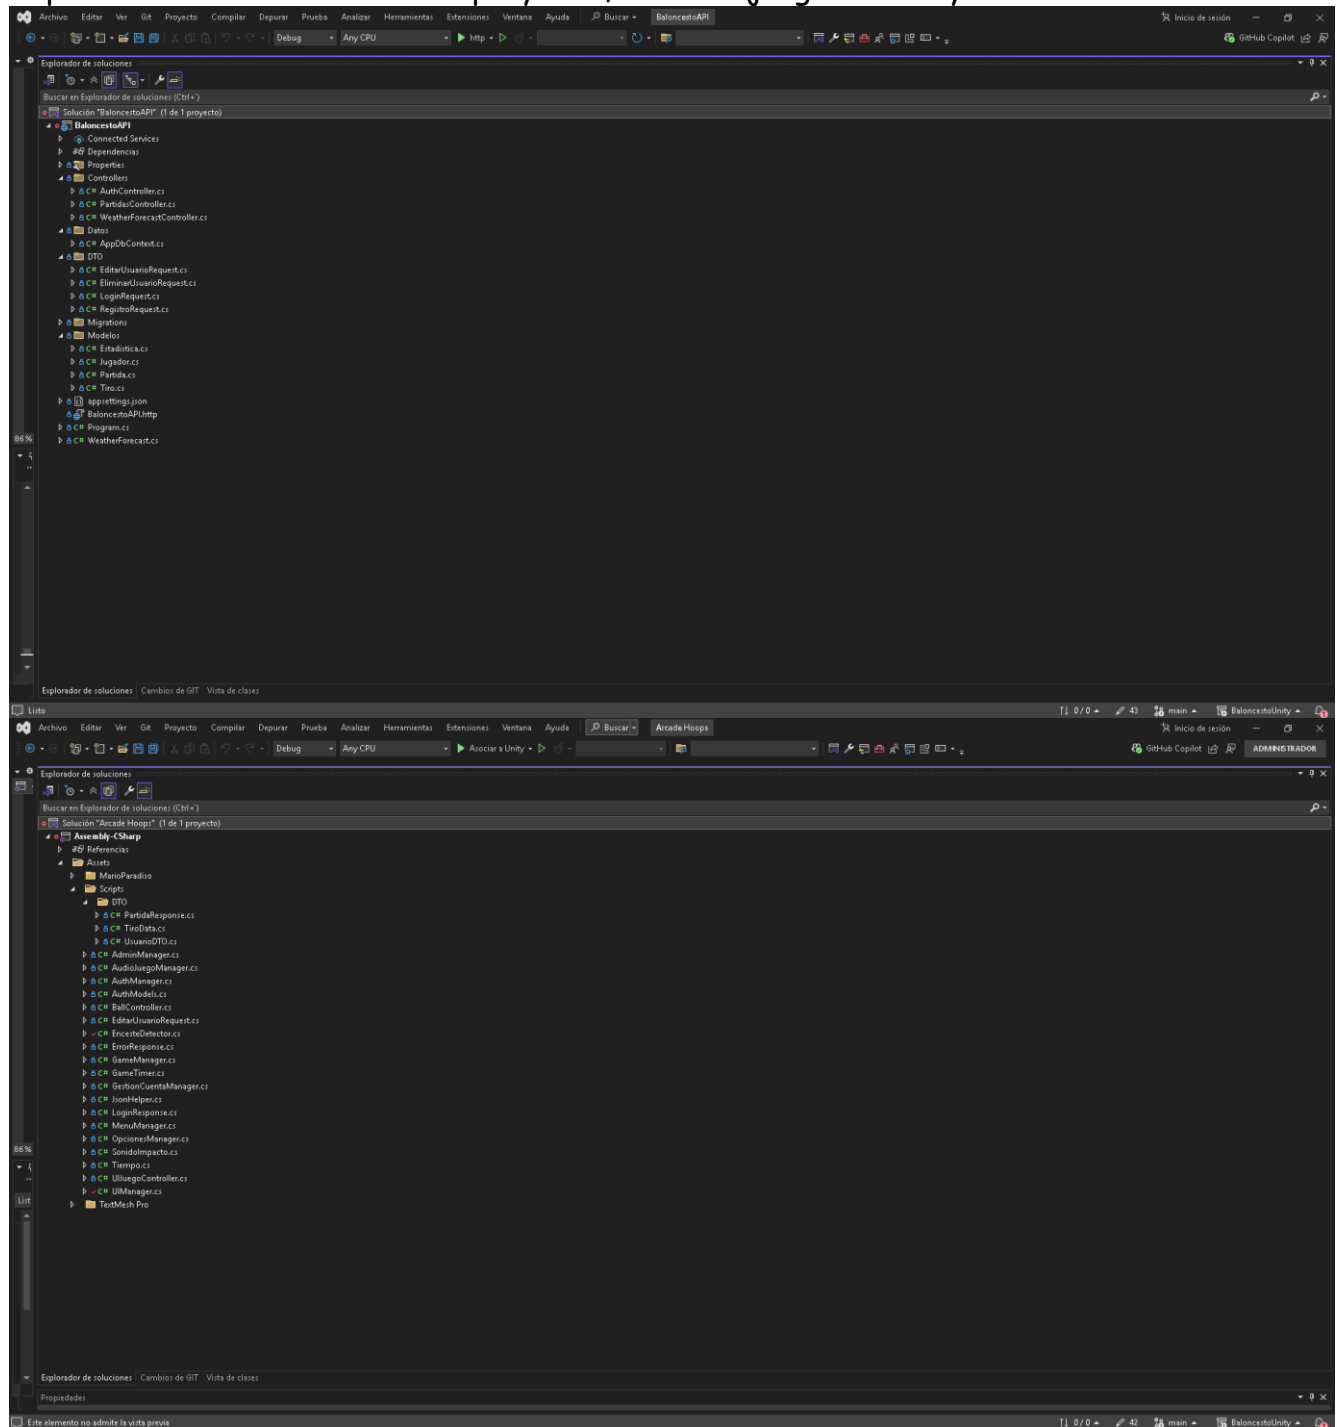 Archivo Editar Ver Git Proyecto Compilar Depurar Prueba Analizar Herramientas Extensiones Ventana Ayuda Buscar BaloncestoAPI Inicio de sesión
Debug Any CPU http GitHub Copilot
Explorador de soluciones
Buscar en Explorador de soluciones (Ctrl+')
Solución "BaloncestoAPI" (1 de 1 proyecto)
BaloncestoAPI
Connected Services
Dependencias
Properties
Controllers
C# AuthController.cs
C# PartidasController.cs
C# WeatherForecastController.cs
Datos
C# AppDbContext.cs
DTO
C# EditarUsuarioRequest.cs
C# EliminarUsuarioRequest.cs
C# LoginRequest.cs
C# RegistroRequest.cs
Migrations
Modelos
C# Estadistica.cs
C# Jugador.cs
C# Partida.cs
C# Tiro.cs
appsettings.json
BaloncestoAPI.http
C# Program.cs
86% C# WeatherForecast.cs
Explorador de soluciones Cambios de GIT Vista de clases
Listo 0/0 43 main BaloncestoUnity
Archivo Editar Ver Git Proyecto Compilar Depurar Prueba Analizar Herramientas Extensiones Ventana Ayuda Buscar Arcade Hoops Inicio de sesión
Debug Any CPU Asociar a Unity GitHub Copilot ADMINISTRADOR
Explorador de soluciones
Buscar en Explorador de soluciones (Ctrl+')
Solución "Arcade Hoops" (1 de 1 proyecto)
Assembly-CSharp
Referencias
Assets
MarioParadiso
Scripts
DTO
C# PartidaResponse.cs
C# TiroData.cs
C# UsuarioDTO.cs
C# AdminManager.cs
C# AudioJuegoManager.cs
C# AuthManager.cs
C# AuthModels.cs
C# BallController.cs
C# EditarUsuarioRequest.cs
C# EncesteDetector.cs
C# ErrorResponse.cs
C# GameManager.cs
C# GameTimer.cs
C# GestionCuentaManager.cs
C# JsonHelper.cs
C# LoginResponse.cs
C# MenuManager.cs
C# OpcionesManager.cs
86% C# SonidoImpacto.cs
C# Tiempo.cs
C# UIJuegoController.cs
C# UIManager.cs
List
TextMesh Pro
Explorador de soluciones Cambios de GIT Vista de clases
Propiedades
Este elemento no admite la vista previa 0/0 42 main BaloncestoUnity